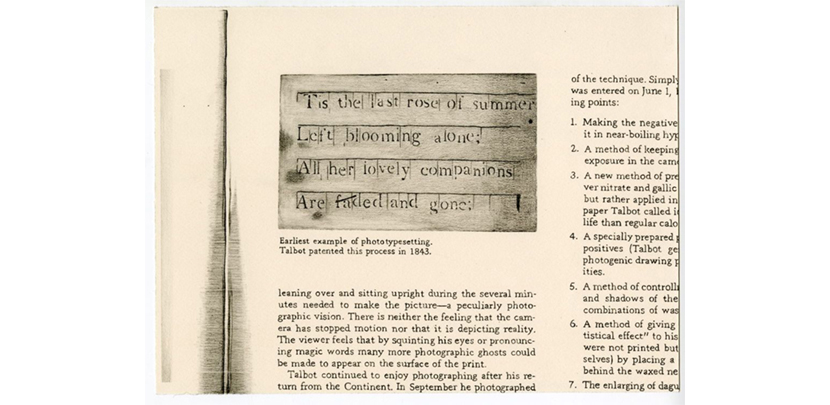 'Tis the last rose of summer
Left blooming alone;
All her lovely companions
Are faded and gone;
Earliest example of phototypesetting.
Talbot patented this process in 1843.
leaning over and sitting upright during the several min-
utes needed to make the picture—a peculiarly photo-
graphic vision. There is neither the feeling that the cam-
era has stopped motion nor that it is depicting reality.
The viewer feels that by squinting his eyes or pronounc-
ing magic words many more photographic ghosts could
be made to appear on the surface of the print.
Talbot continued to enjoy photographing after his re-
turn from the Continent. In September he photographed
of the technique. Simply
was entered on June 1,
ing points:
1. Making the negative
it in near-boiling hyp
2. A method of keeping
exposure in the came
3. A new method of pre
ver nitrate and gallic
but rather applied in
paper Talbot called i
life than regular calo
4. A specially prepared p
positives (Talbot ge
photogenic drawing p
ities.
5. A method of controlli
and shadows of the
combinations of was
6. A method of giving
tistical effect" to his
were not printed but
selves) by placing a
behind the waxed ne
7. The enlarging of dagu